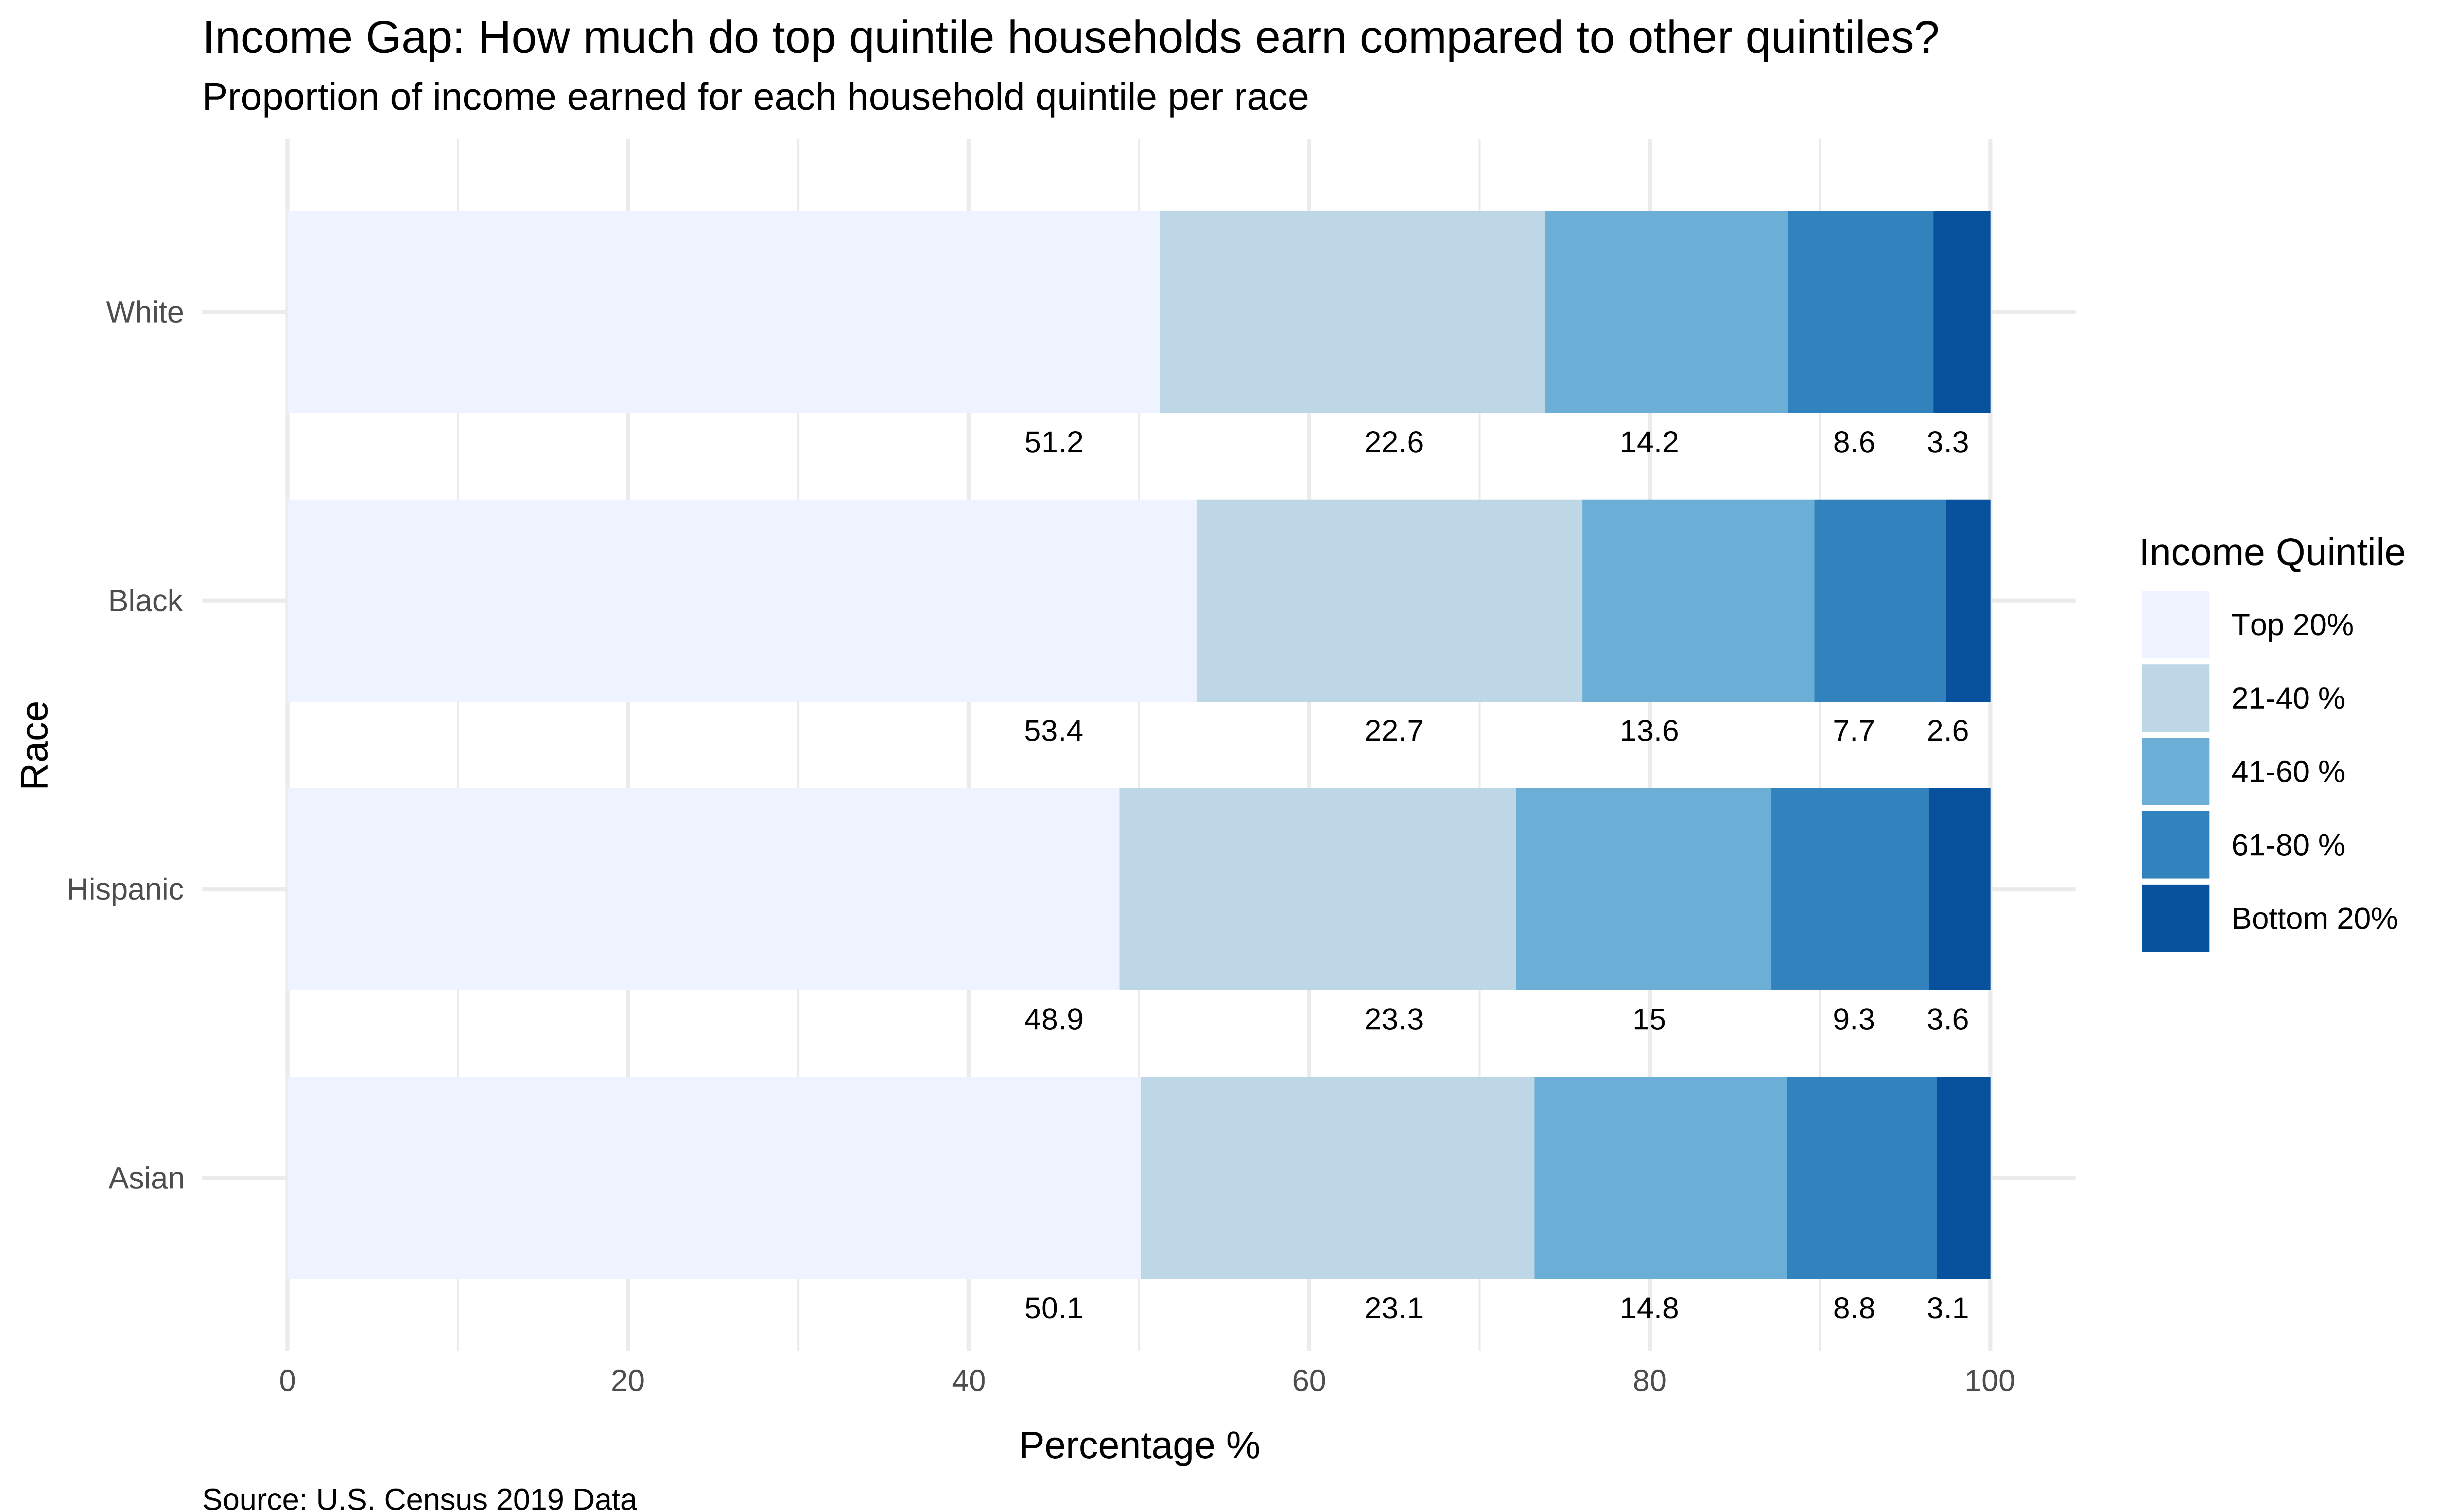 Income Gap: How much do top quintile households earn compared to other quintiles?
Proportion of income earned for each household quintile per race
White
51.2 22.6 14.2 8.6 3.3
Black
53.4 22.7 13.6 7.7 2.6
Hispanic
48.9 23.3 15 9.3 3.6
Asian
50.1 23.1 14.8 8.8 3.1
0 20 40 60 80 100
Percentage %
Race
Income Quintile
Top 20%
21-40 %
41-60 %
61-80 %
Bottom 20%
Source: U.S. Census 2019 Data